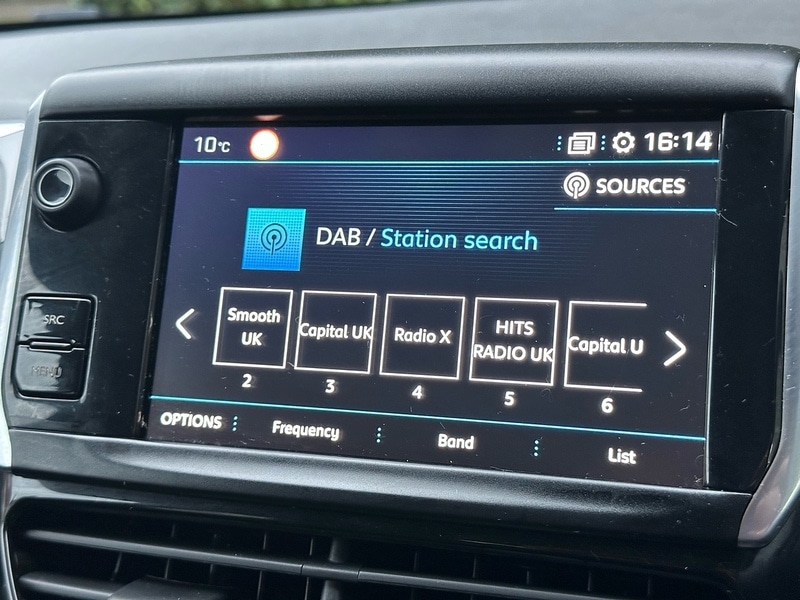 10°C
16:14
SOURCES
DAB / Station search
SRC
MENU
Smooth
UK
Capital UK
Radio X
HITS
RADIO UK
Capital U
2
3
4
5
6
OPTIONS
Frequency
Band
List